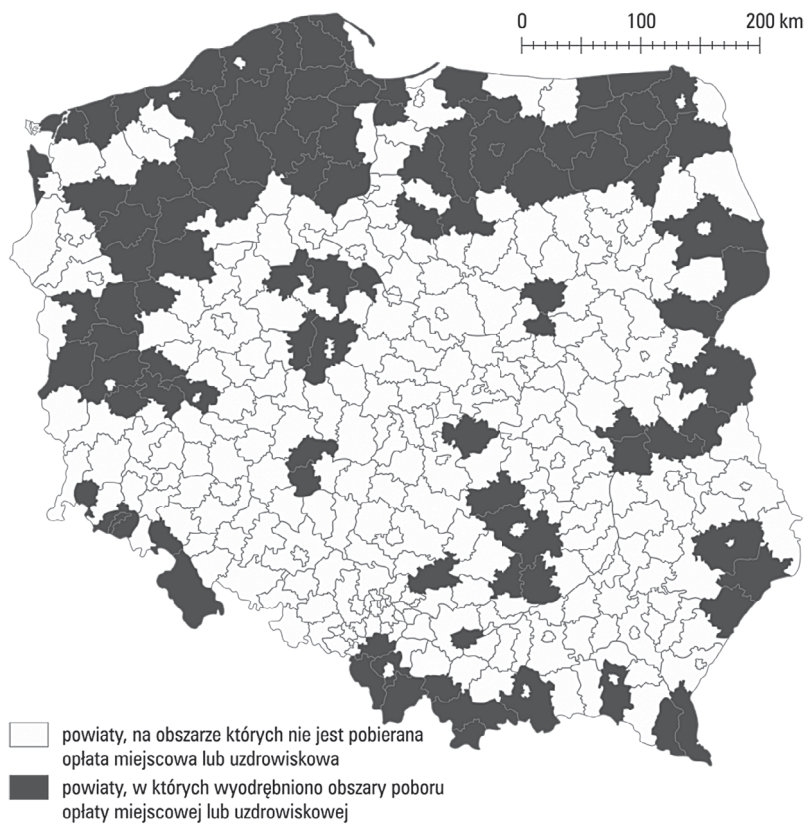 0 100 200 km
powiaty, na obszarze których nie jest pobierana
opłata miejscowa lub uzdrowiskowa
powiaty, w których wyodrębniono obszary poboru
opłaty miejscowej lub uzdrowiskowej